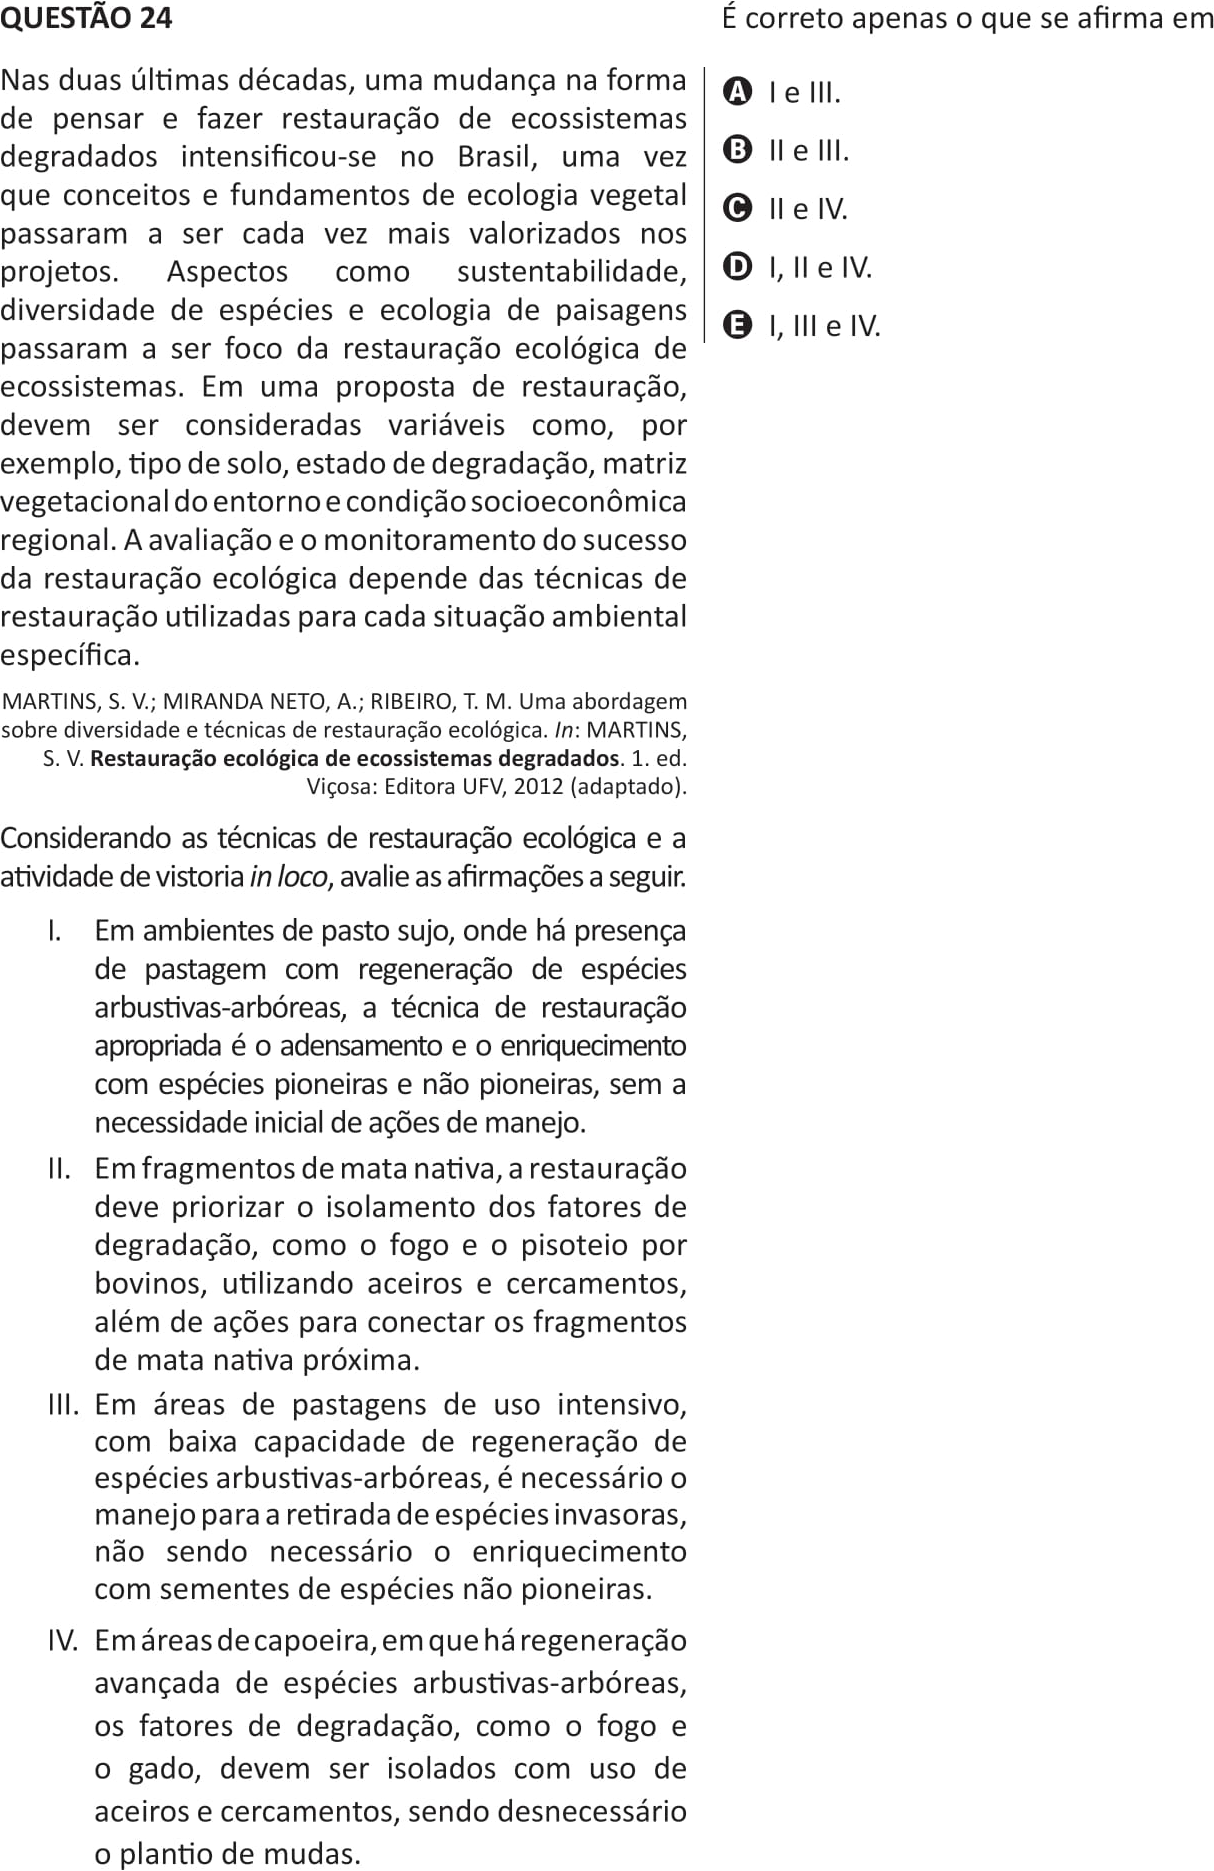 QUESTÃO 24
Nas duas últimas décadas, uma mudança na forma
de pensar e fazer restauração de ecossistemas
degradados intensificou-se no Brasil, uma vez
que conceitos e fundamentos de ecologia vegetal
passaram a ser cada vez mais valorizados nos
projetos. Aspectos como sustentabilidade,
diversidade de espécies e ecologia de paisagens
passaram a ser foco da restauração ecológica de
ecossistemas. Em uma proposta de restauração,
devem ser consideradas variáveis como, por
exemplo, tipo de solo, estado de degradação, matriz
vegetacional do entorno e condição socioeconômica
regional. A avaliação e o monitoramento do sucesso
da restauração ecológica depende das técnicas de
restauração utilizadas para cada situação ambiental
específica.
MARTINS, S. V.; MIRANDA NETO, A.; RIBEIRO, T. M. Uma abordagem
sobre diversidade e técnicas de restauração ecológica. In: MARTINS,
S. V. Restauração ecológica de ecossistemas degradados. 1. ed.
Viçosa: Editora UFV, 2012 (adaptado).
Considerando as técnicas de restauração ecológica e a
atividade de vistoria in loco, avalie as afirmações a seguir.
I. Em ambientes de pasto sujo, onde há presença
de pastagem com regeneração de espécies
arbustivas-arbóreas, a técnica de restauração
apropriada é o adensamento e o enriquecimento
com espécies pioneiras e não pioneiras, sem a
necessidade inicial de ações de manejo.
II. Em fragmentos de mata nativa, a restauração
deve priorizar o isolamento dos fatores de
degradação, como o fogo e o pisoteio por
bovinos, utilizando aceiros e cercamentos,
além de ações para conectar os fragmentos
de mata nativa próxima.
III. Em áreas de pastagens de uso intensivo,
com baixa capacidade de regeneração de
espécies arbustivas-arbóreas, é necessário o
manejo para a retirada de espécies invasoras,
não sendo necessário o enriquecimento
com sementes de espécies não pioneiras.
IV. Em áreas de capoeira, em que há regeneração
avançada de espécies arbustivas-arbóreas,
os fatores de degradação, como o fogo e
o gado, devem ser isolados com uso de
aceiros e cercamentos, sendo desnecessário
o plantio de mudas.
É correto apenas o que se afirma em
A I e III.
B II e III.
C II e IV.
D I, II e IV.
E I, III e IV.